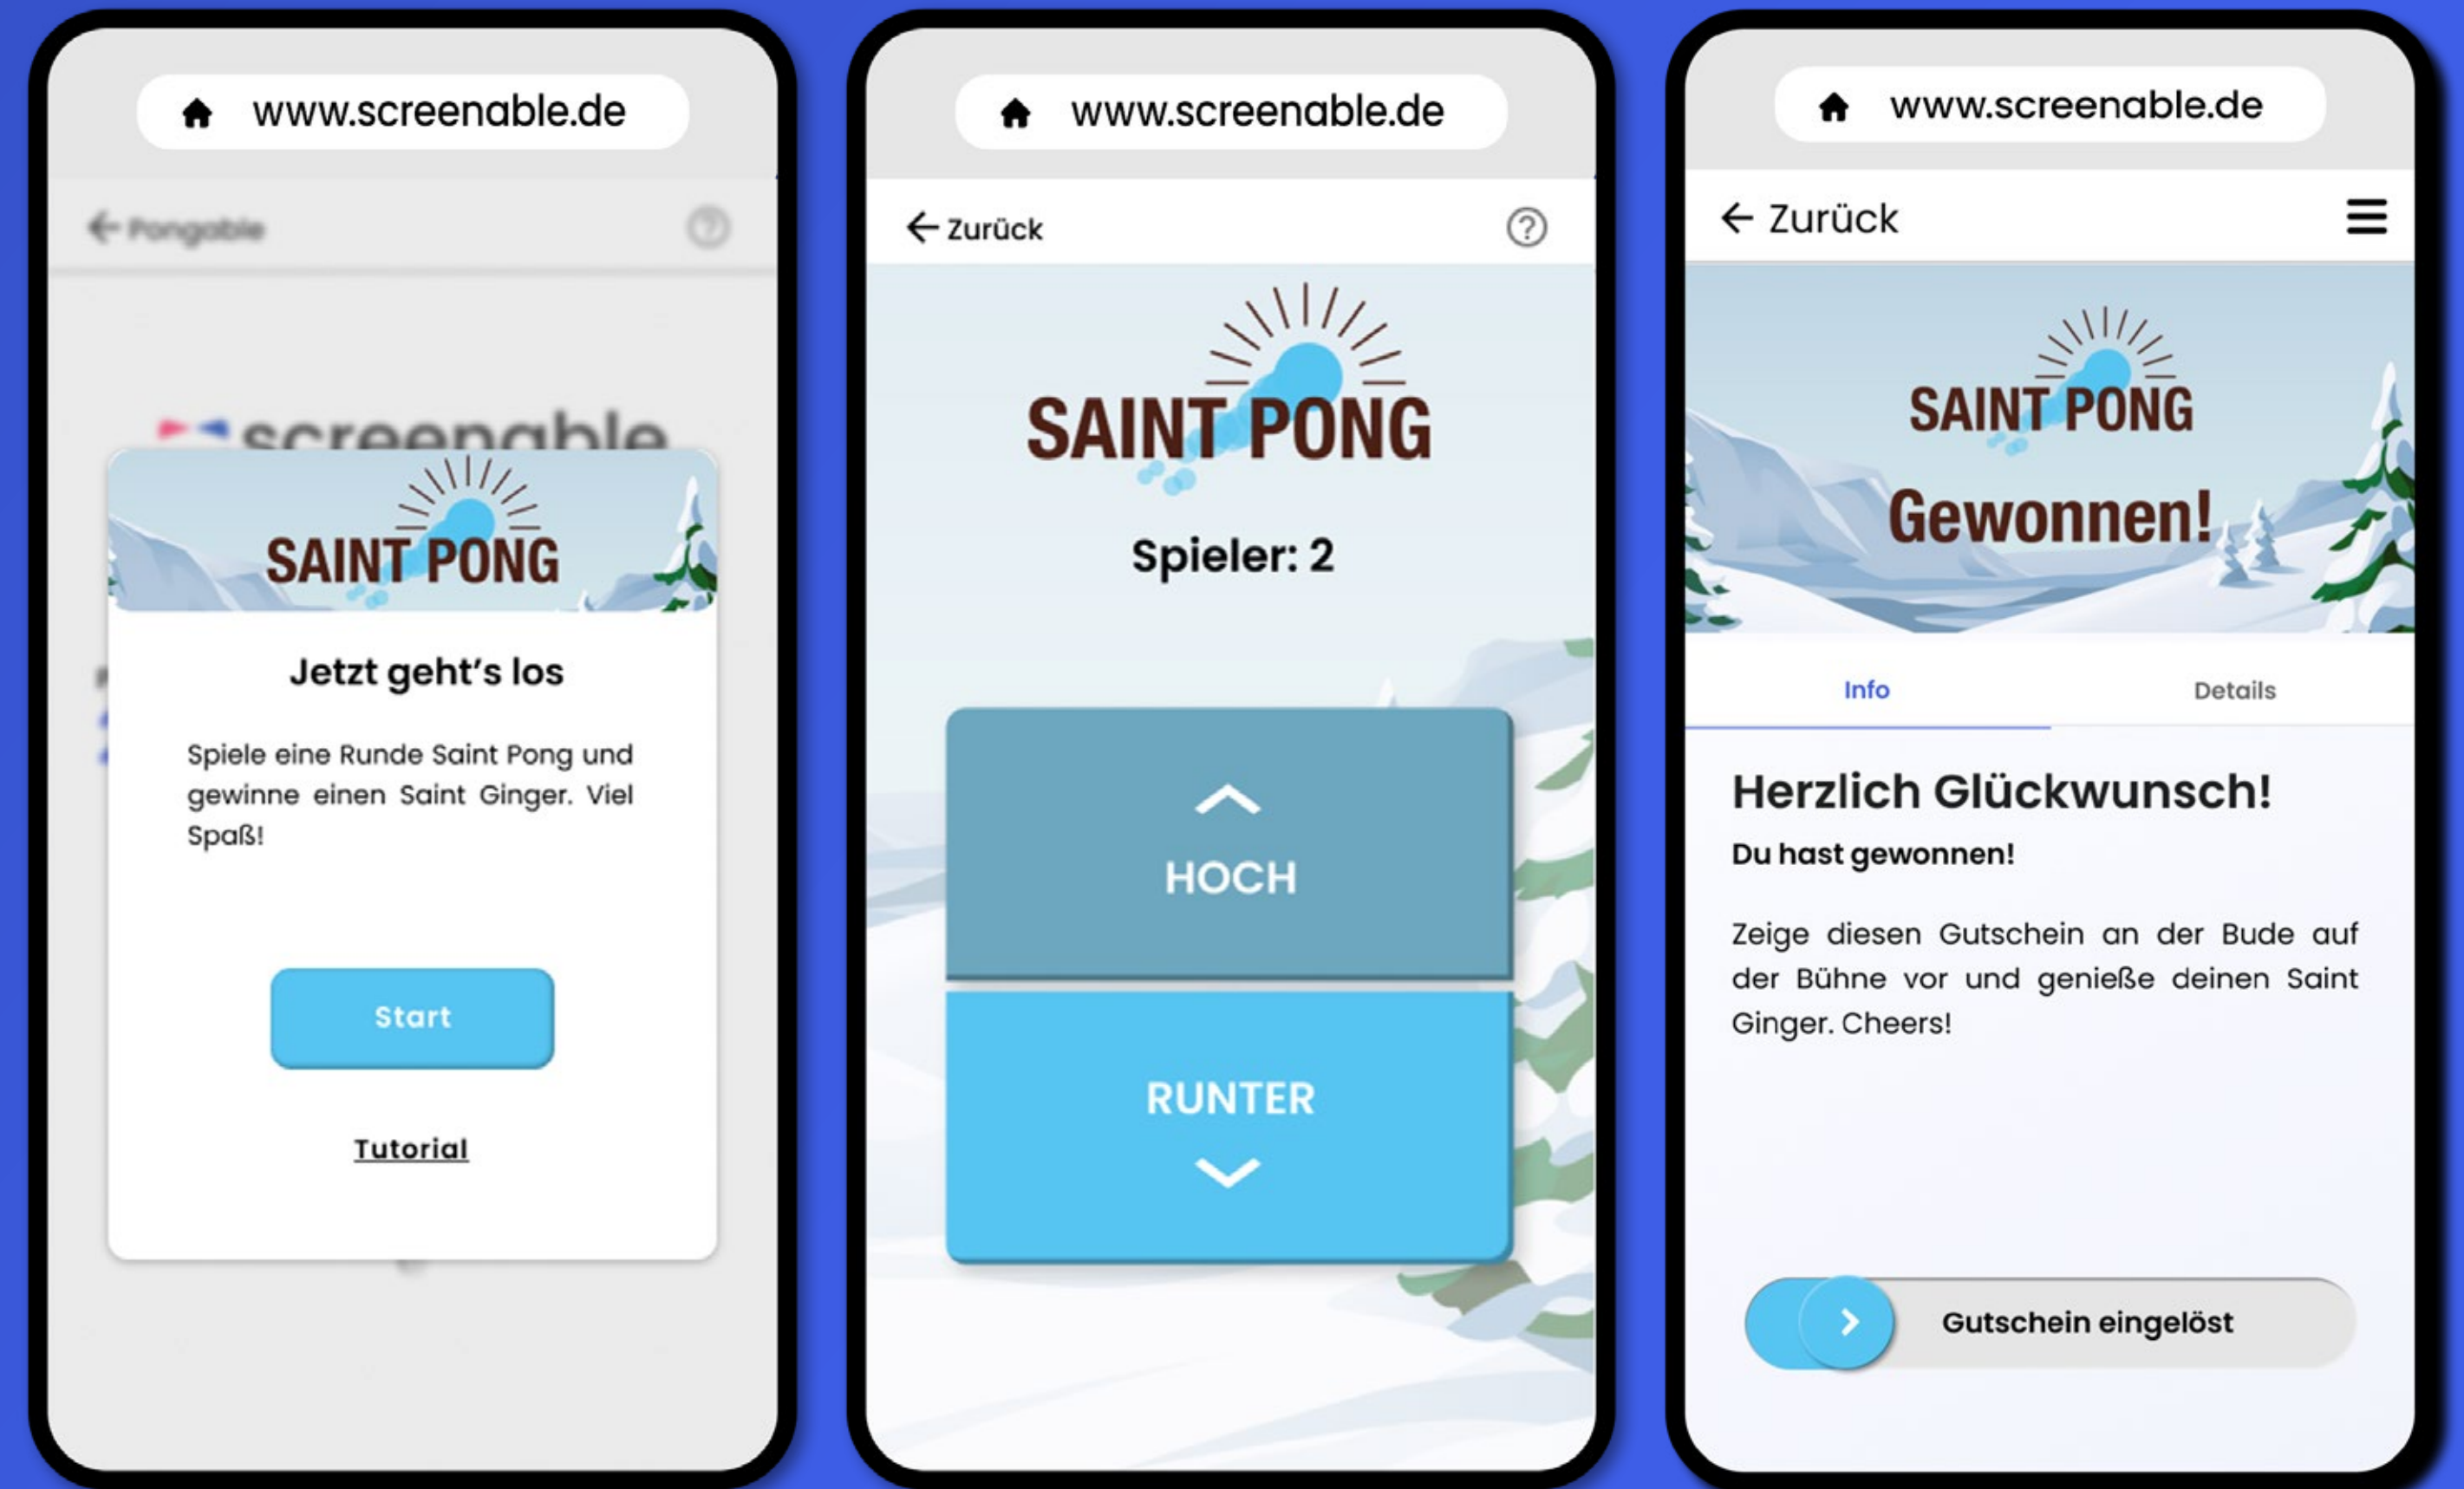 www.screenable.de
Pongable
screenable
SAINT PONG
Jetzt geht's los
Spiele eine Runde Saint Pong und
gewinne einen Saint Ginger. Viel
Spaß!
Start
Tutorial
www.screenable.de
Zurück
SAINT PONG
Spieler: 2
HOCH
RUNTER
www.screenable.de
Zurück
SAINT PONG
Gewonnen!
Info
Details
Herzlich Glückwunsch!
Du hast gewonnen!
Zeige diesen Gutschein an der Bude auf
der Bühne vor und genieße deinen Saint
Ginger. Cheers!
Gutschein eingelöst